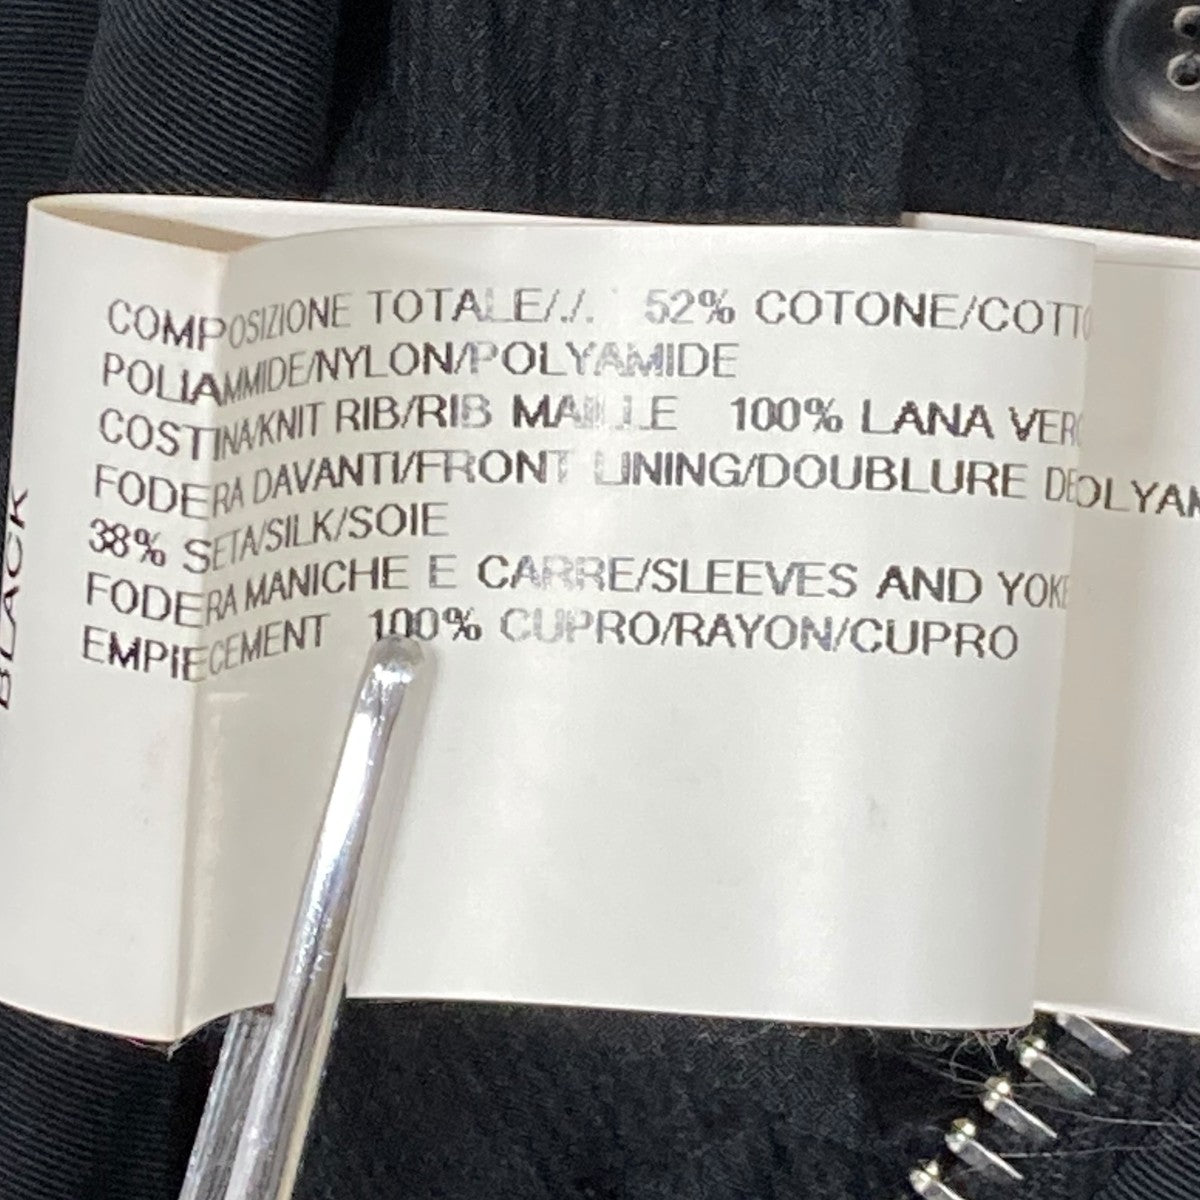 COMPOSIZIONE TOTALE/./. 52% COTONE/COTTO
POLIAMMIDE/NYLON/POLYAMIDE
COSTINA/KNIT RIB/RIB MAILLE 100% LANA VER
FODERA DAVANTI/FRONT LINING/DOUBLURE DE
OLYAM
38% SETA/SILK/SOIE
FODERA MANICHE E CARRE/SLEEVES AND YOKE
EMPIECEMENT 100% CUPRO/RAYON/CUPRO
BLACK